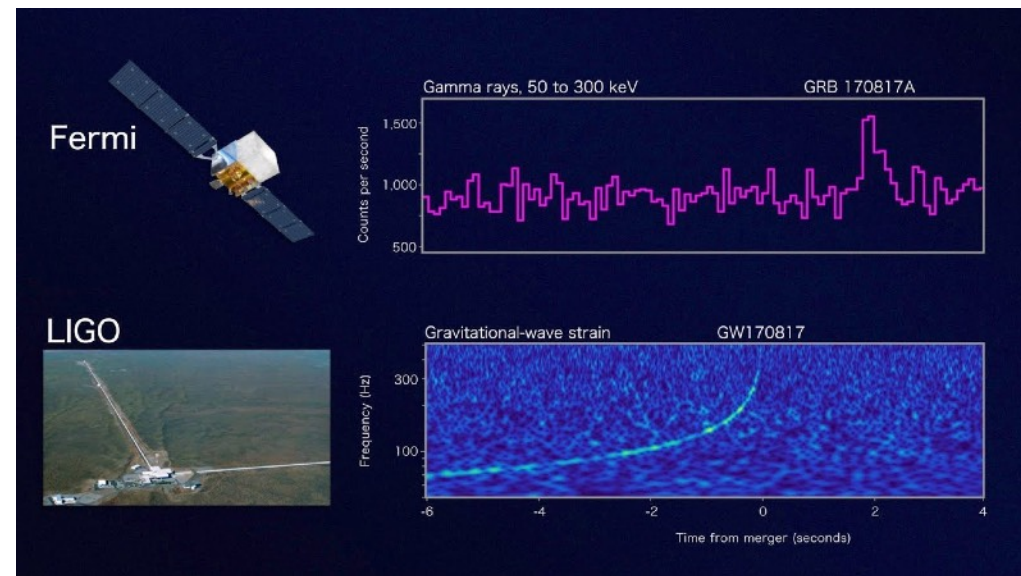 Fermi
Gamma rays, 50 to 300 keV
GRB 170817A
Counts per second
1,500
1,000
500
LIGO
Gravitational-wave strain
GW170817
Frequency (Hz)
300
100
-6
-4
-2
0
2
4
Time from merger (seconds)